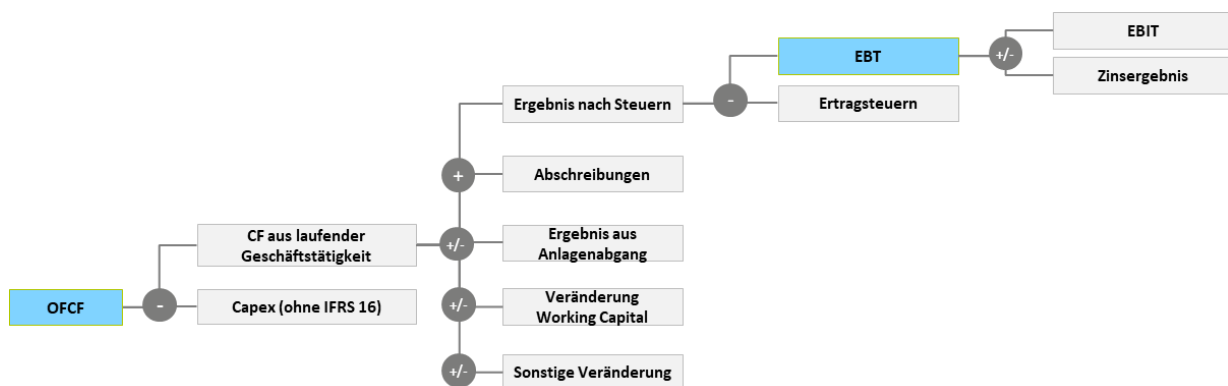 EBIT
EBT
+/-
Zinsergebnis
Ergebnis nach Steuern
-
Ertragsteuern
+
Abschreibungen
CF aus laufender
Geschäftstätigkeit
+/-
Ergebnis aus
Anlagenabgang
OFCF
-
Capex (ohne IFRS 16)
+/-
Veränderung
Working Capital
+/-
Sonstige Veränderung